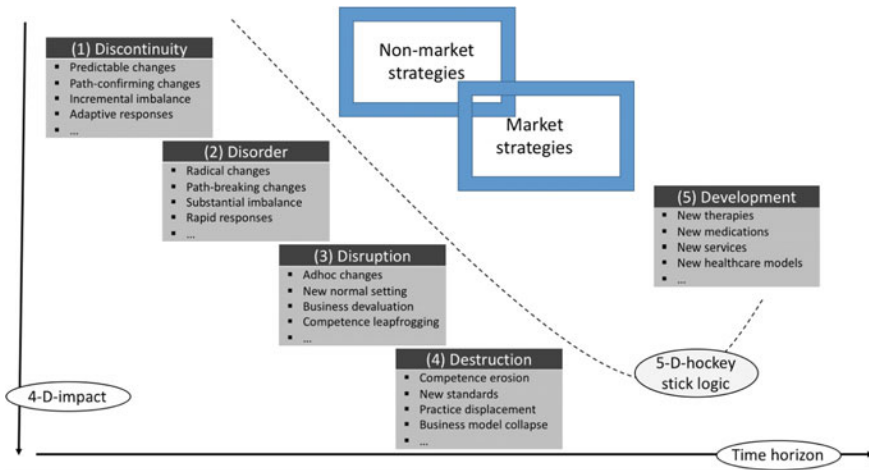 (1) Discontinuity
▪ Predictable changes
▪ Path-confirming changes
▪ Incremental imbalance
▪ Adaptive responses
▪ ...
Non-market
strategies
Market
strategies
(2) Disorder
▪ Radical changes
▪ Path-breaking changes
▪ Substantial imbalance
▪ Rapid responses
▪ ...
(5) Development
▪ New therapies
▪ New medications
▪ New services
▪ New healthcare models
▪ ...
(3) Disruption
▪ Adhoc changes
▪ New normal setting
▪ Business devaluation
▪ Competence leapfrogging
▪ ...
(4) Destruction
▪ Competence erosion
▪ New standards
▪ Practice displacement
▪ Business model collapse
▪ ...
5-D-hockey
stick logic
4-D-impact
Time horizon